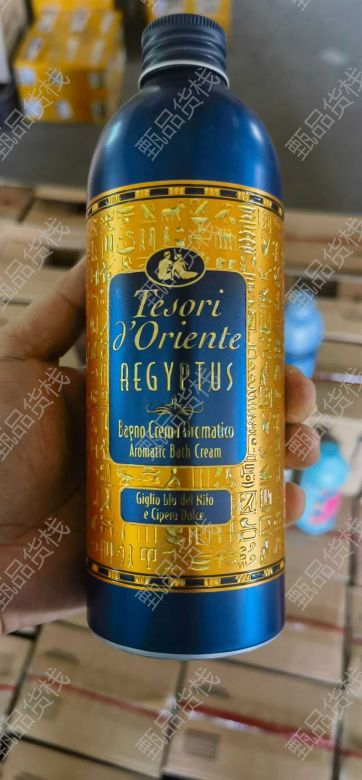 Tesori
d'Oriente
AEGYPTUS
Bagno Crema Aromatico
Aromatic Bath Cream
Giglio blu del Nilo
e Cipero Dolce
甄品货栈